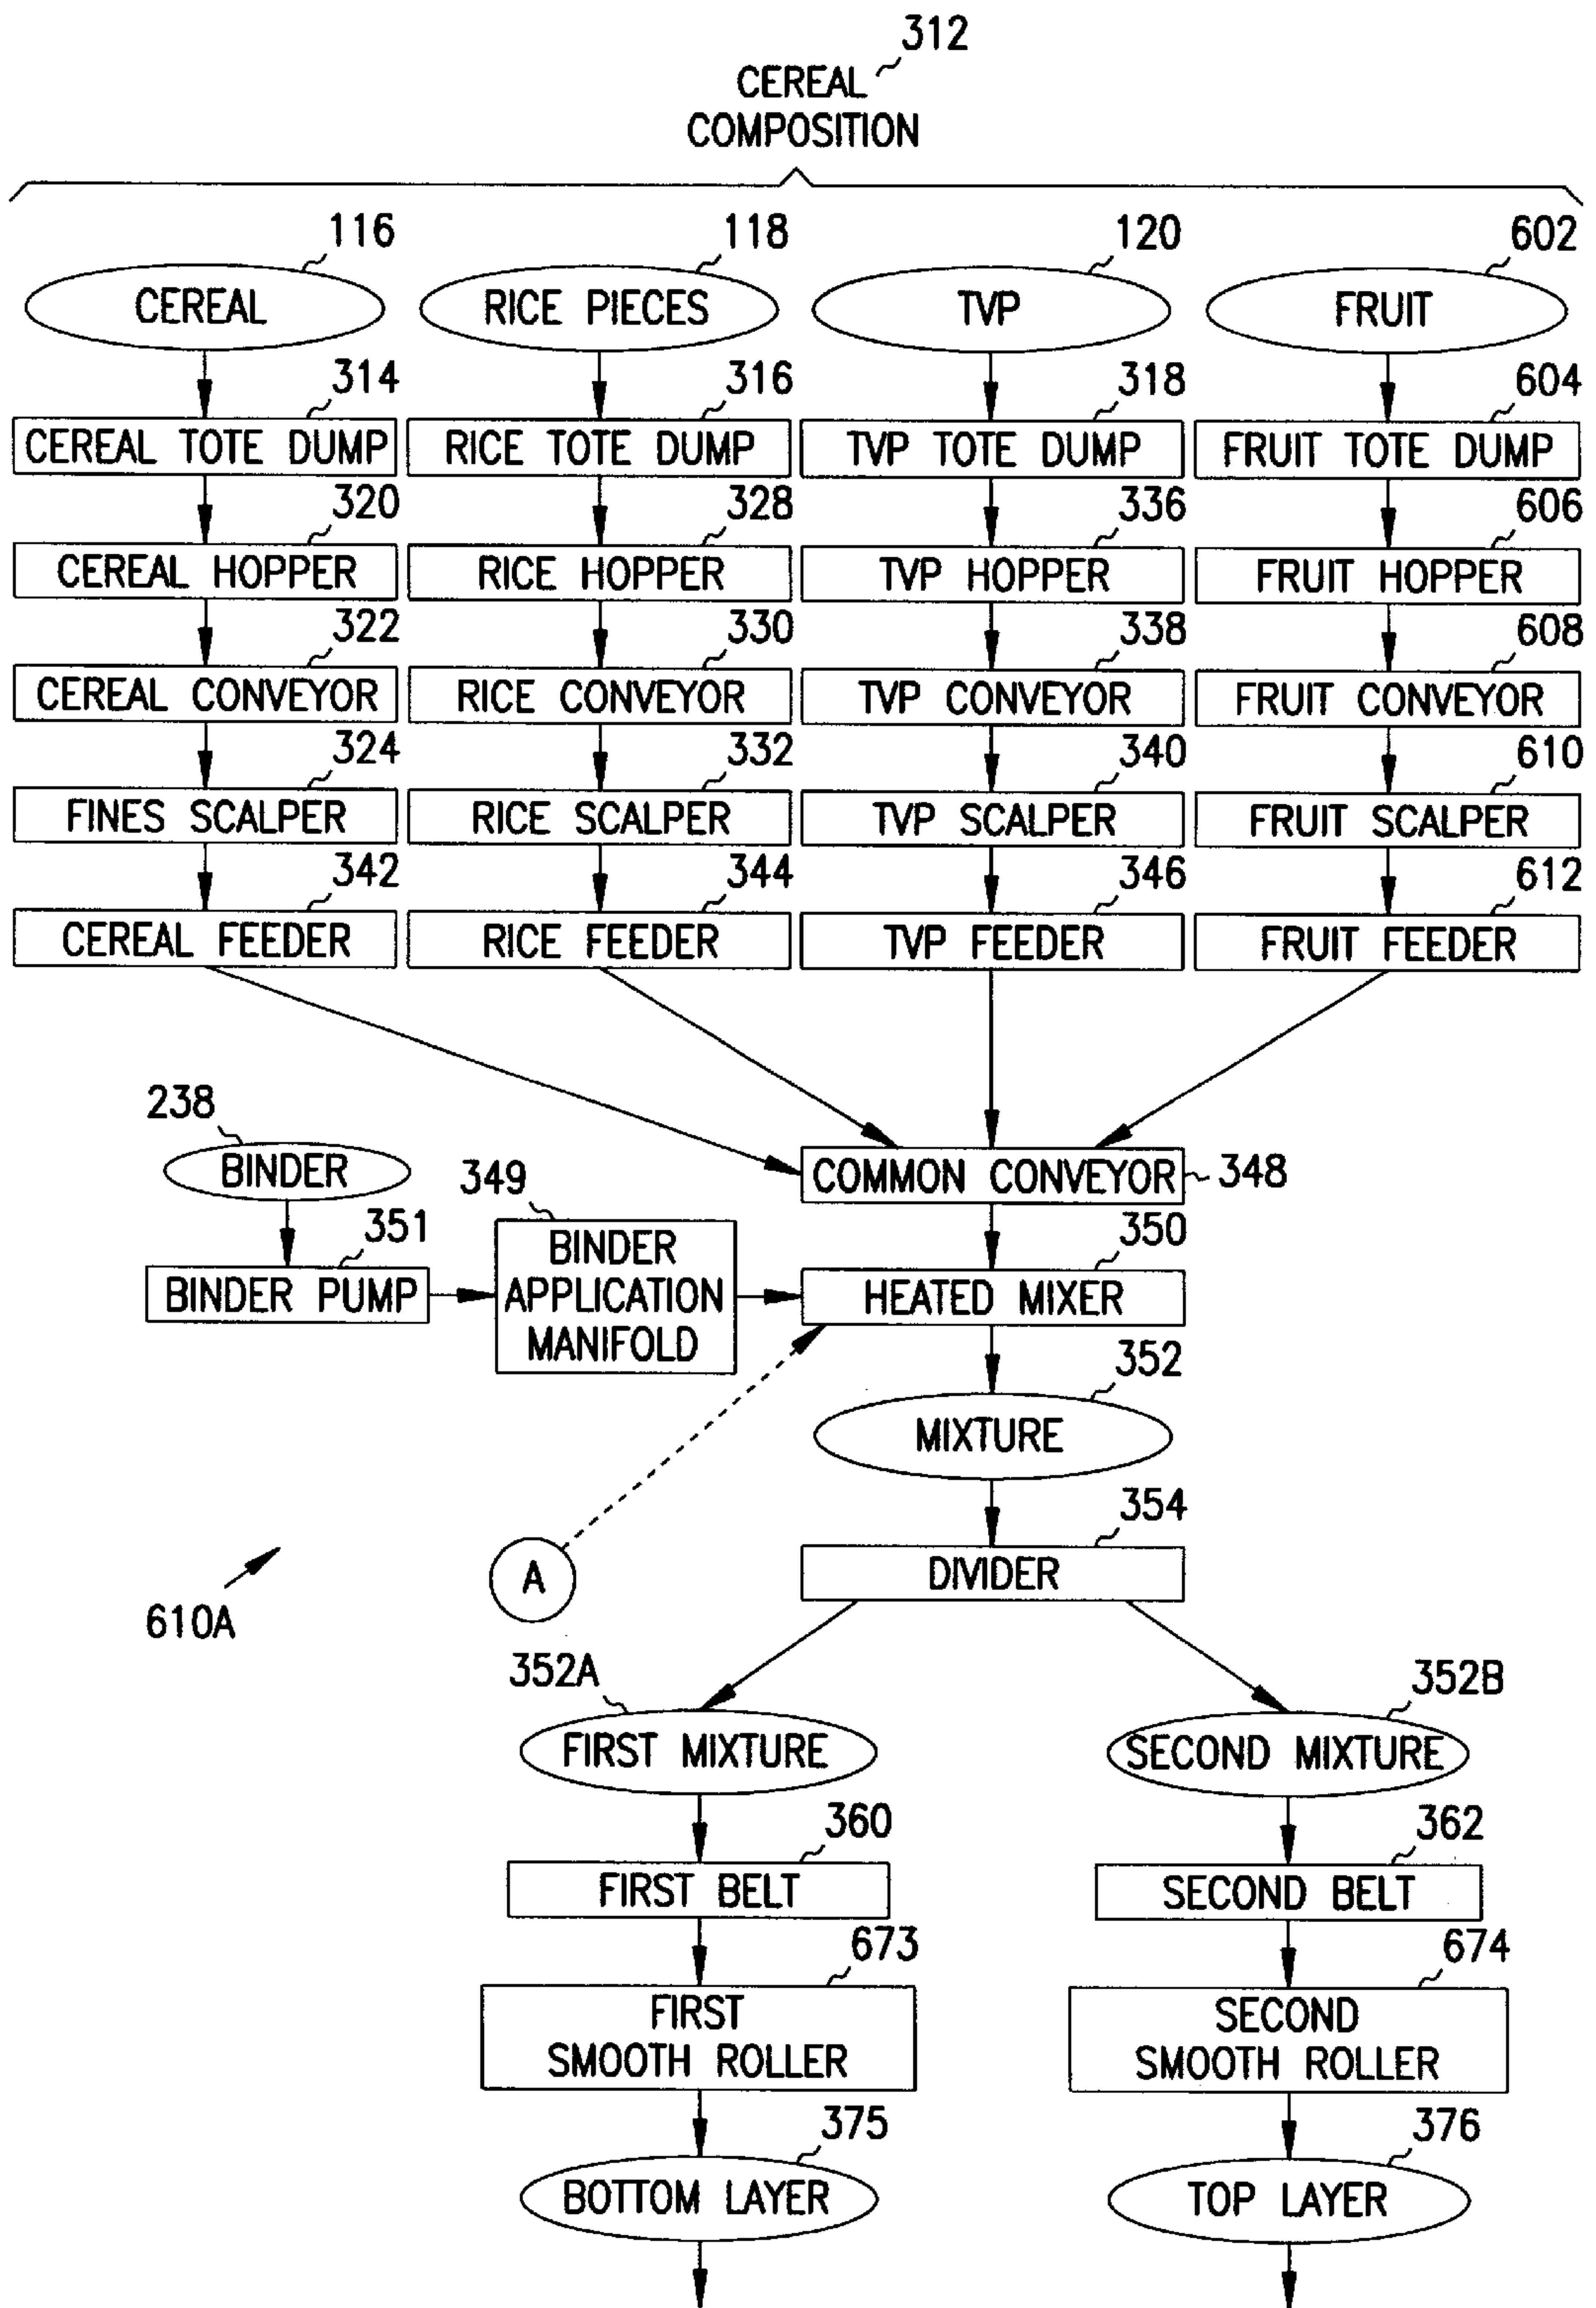 312
CEREAL
COMPOSITION
116
118
120
602
CEREAL
RICE PIECES
TVP
FRUIT
314
316
318
604
CEREAL TOTE DUMP
RICE TOTE DUMP
TVP TOTE DUMP
FRUIT TOTE DUMP
320
328
336
606
CEREAL HOPPER
RICE HOPPER
TVP HOPPER
FRUIT HOPPER
322
330
338
608
CEREAL CONVEYOR
RICE CONVEYOR
TVP CONVEYOR
FRUIT CONVEYOR
324
332
340
610
FINES SCALPER
RICE SCALPER
TVP SCALPER
FRUIT SCALPER
342
344
346
612
CEREAL FEEDER
RICE FEEDER
TVP FEEDER
FRUIT FEEDER
238
BINDER
349
COMMON CONVEYOR
348
351
350
BINDER PUMP
BINDER
APPLICATION
MANIFOLD
HEATED MIXER
352
MIXTURE
354
A
DIVIDER
610A
352A
352B
FIRST MIXTURE
SECOND MIXTURE
360
362
FIRST BELT
SECOND BELT
673
674
FIRST
SMOOTH ROLLER
SECOND
SMOOTH ROLLER
375
376
BOTTOM LAYER
TOP LAYER